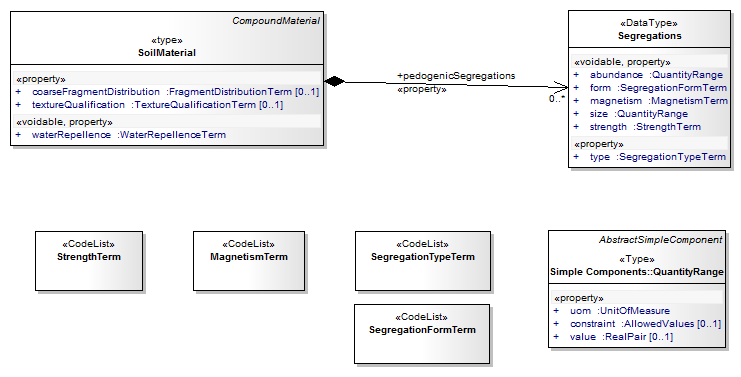 CompoundMaterial
«type»
SoilMaterial
«property»
+ coarseFragmentDistribution :FragmentDistributionTerm [0..1]
+ textureQualification :TextureQualificationTerm [0..1]
«voidable, property»
+ waterRepellence :WaterRepellenceTerm
+pedogenicSegregations
«property»
0..*
«DataType»
Segregations
«voidable, property»
+ abundance :QuantityRange
+ form :SegregationFormTerm
+ magnetism :MagnetismTerm
+ size :QuantityRange
+ strength :StrengthTerm
«property»
+ type :SegregationTypeTerm
«CodeList»
StrengthTerm
«CodeList»
MagnetismTerm
«CodeList»
SegregationTypeTerm
«CodeList»
SegregationFormTerm
AbstractSimpleComponent
«Type»
Simple Components::QuantityRange
«property»
+ uom :UnitOfMeasure
+ constraint :AllowedValues [0..1]
+ value :RealPair [0..1]